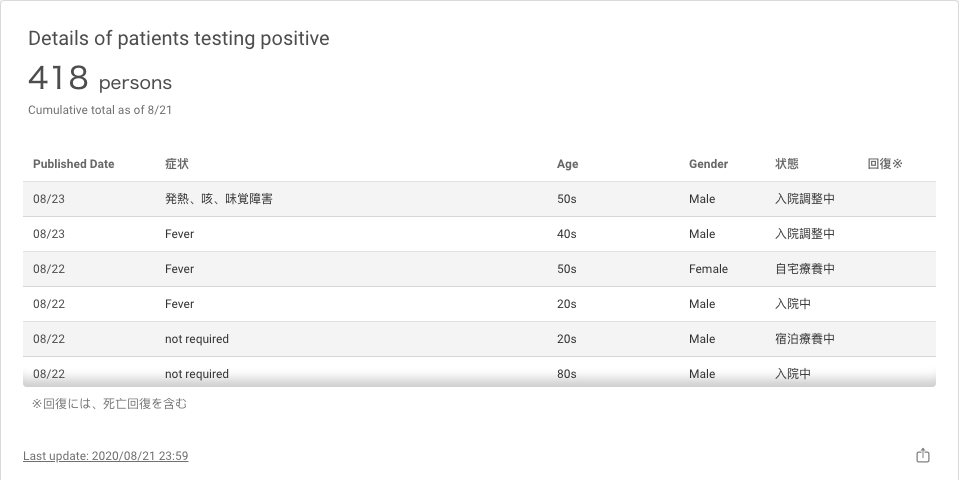 Details of patients testing positive
418 persons
Cumulative total as of 8/21
Published Date 症状 Age Gender 状態 回復※
08/23 発熱、咳、味覚障害 50s Male 入院調整中
08/23 Fever 40s Male 入院調整中
08/22 Fever 50s Female 自宅療養中
08/22 Fever 20s Male 入院中
08/22 not required 20s Male 宿泊療養中
08/22 not required 80s Male 入院中
※回復には、死亡回復を含む
Last update: 2020/08/21 23:59